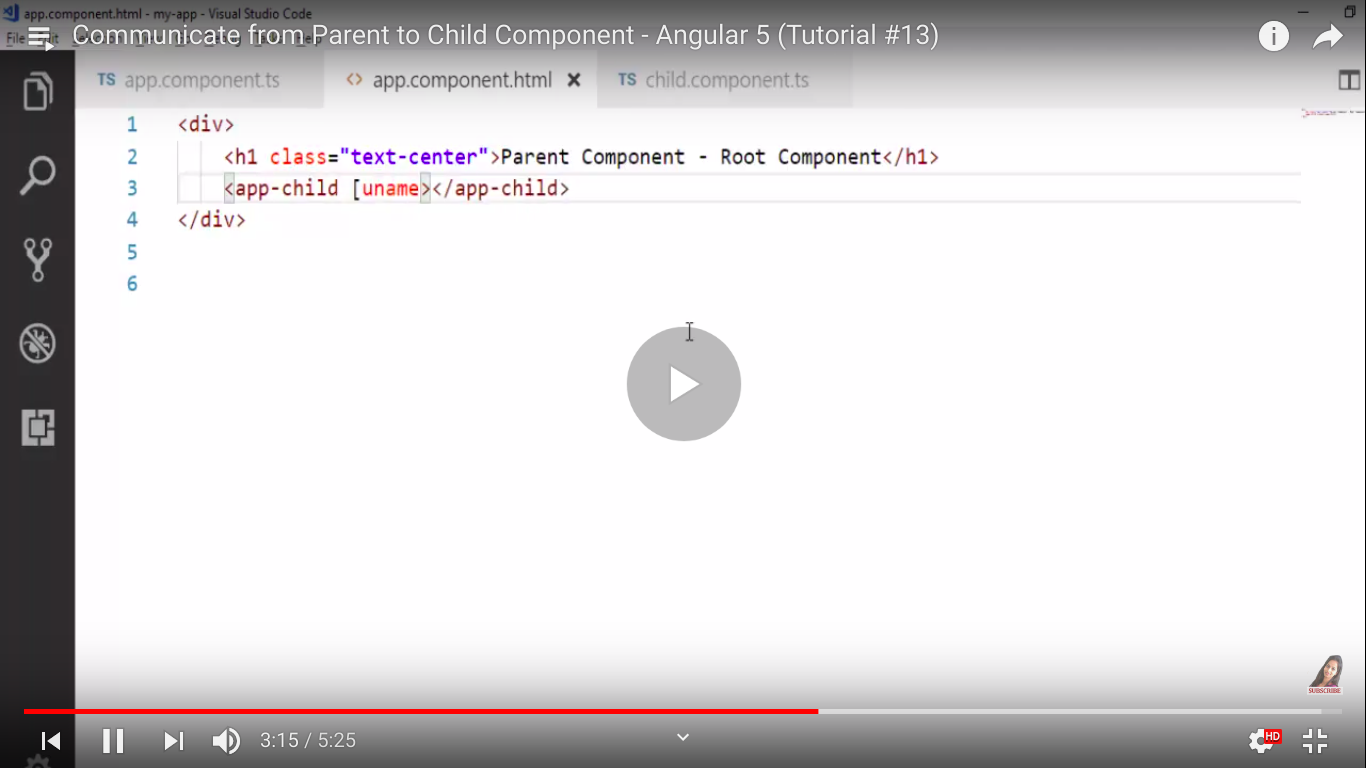 app.component.html - my-app - Visual Studio Code
File
Communicate from Parent to Child Component - Angular 5 (Tutorial #13)
TS app.component.ts <> app.component.html TS child.component.ts
1 <div>
2 <h1 class="text-center">Parent Component - Root Component</h1>
3 <app-child [uname></app-child>
4 </div>
5
6
SUBSCRIBE
3:15 / 5:25
HD